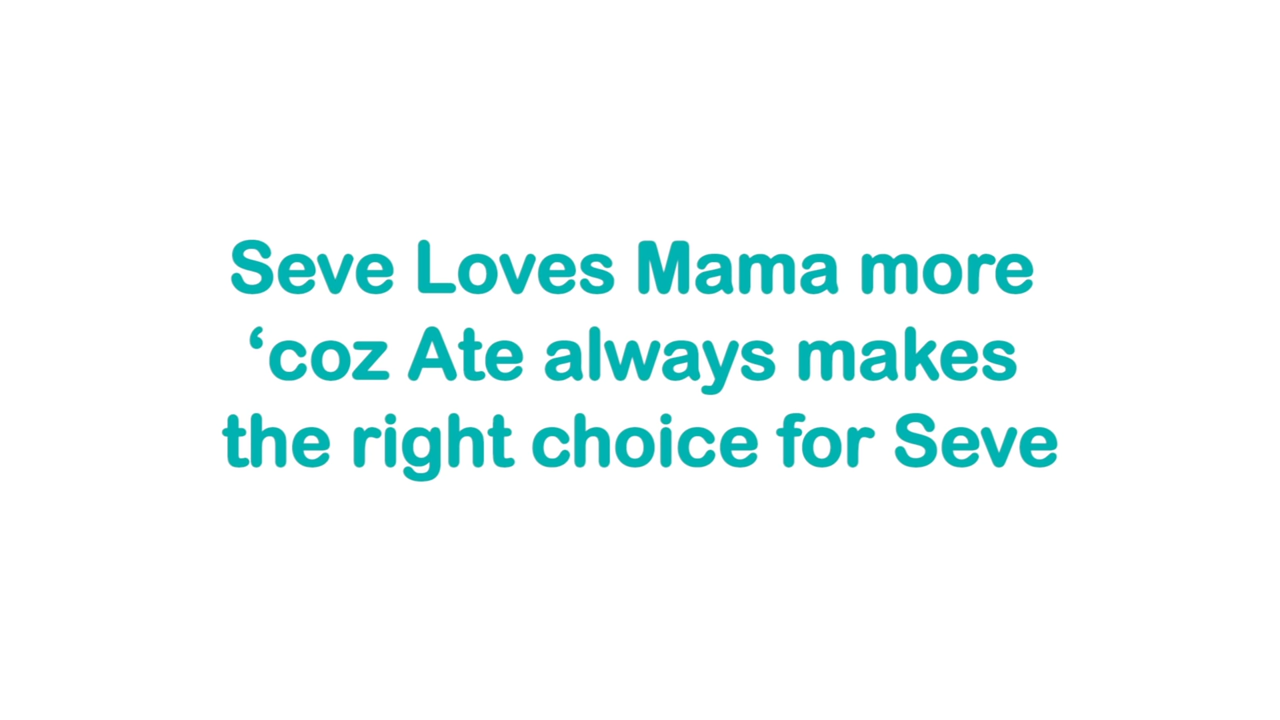 Seve Loves Mama more
‘coz Ate always makes
the right choice for Seve